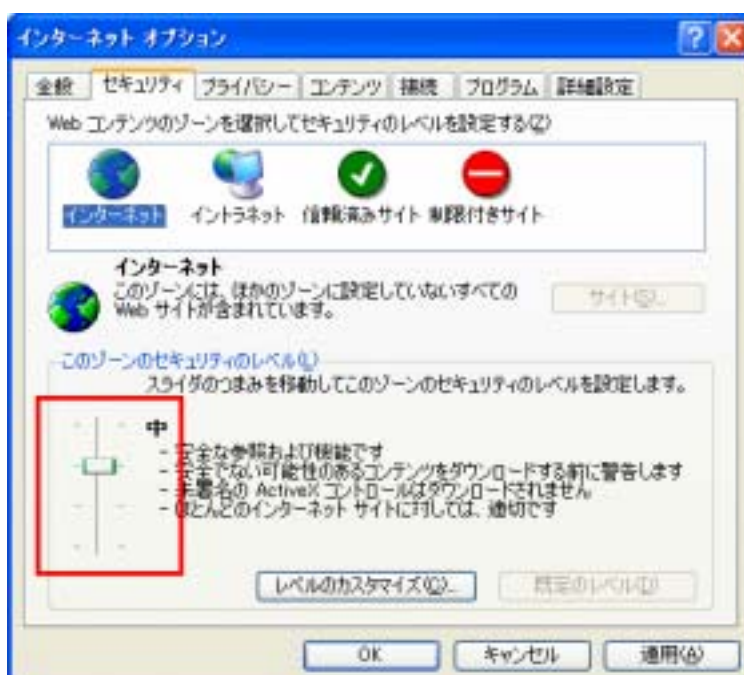 インターネット オプション
全般 セキュリティ プライバシー コンテンツ 接続 プログラム 詳細設定
Web コンテンツのゾーンを選択してセキュリティのレベルを設定する(Z)
インターネット イントラネット 信頼済みサイト 制限付きサイト
インターネット
このゾーンには、ほかのゾーンに設定していないすべての
Web サイトが含まれています。
サイト(S)...
このゾーンのセキュリティのレベル(L)
スライダのつまみを移動してこのゾーンのセキュリティのレベルを設定します。
中
- 安全な参照および機能です
- 安全でない可能性のあるコンテンツをダウンロードする前に警告します
- 未署名の ActiveX コントロールはダウンロードされません
- ほとんどのインターネット サイトに対しては、適切です
レベルのカスタマイズ(C)... 既定のレベル(D)
OK キャンセル 適用(A)